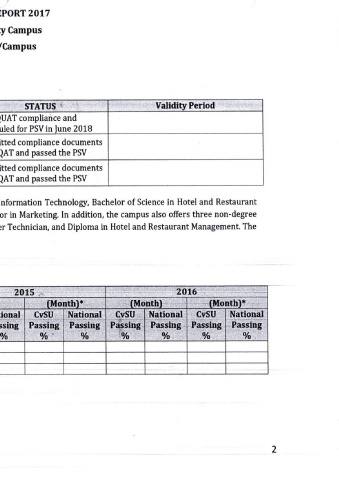 EPORT 2017
ty Campus
/Campus
STATUS Validity Period
QUAT compliance and
uled for PSV in June 2018
itted compliance documents
QAT and passed the PSV
itted compliance documents
QAT and passed the PSV
nformation Technology, Bachelor of Science in Hotel and Restaurant
or in Marketing. In addition, the campus also offers three non-degree
er Technician, and Diploma in Hotel and Restaurant Management. The
2015 2016
(Month)* (Month) (Month)*
tional CvSU National CvSU National CvSU National
ssing Passing Passing Passing Passing Passing Passing
% % % % % % %
2